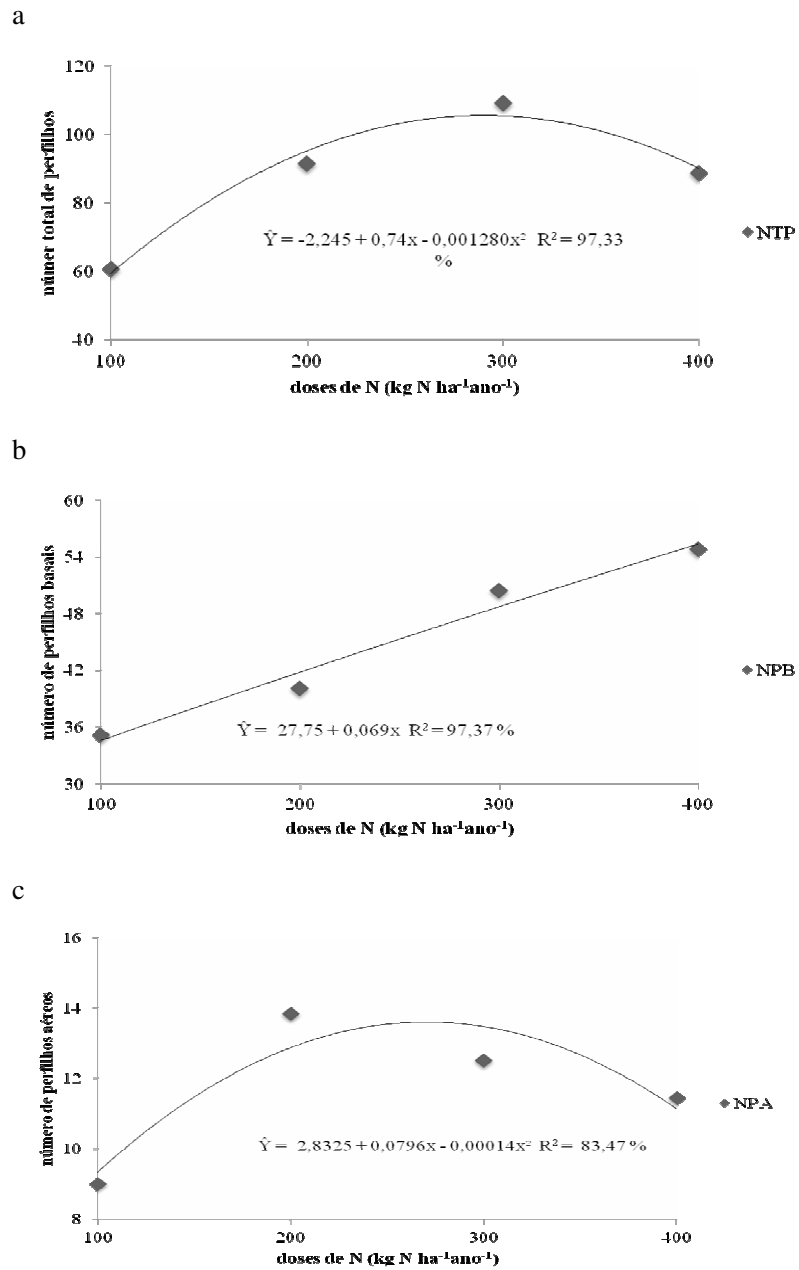 a
120
100
80
60
40
númer total de perfilhos
Ŷ = -2,245 + 0,74x - 0,001280x² R² = 97,33
%
NTP
100 200 300 400
doses de N (kg N ha⁻¹ano⁻¹)
b
60
54
48
42
36
30
número de perfilhos basais
Ŷ = 27,75 + 0,069x R² = 97,37 %
NPB
100 200 300 400
doses de N (kg N ha⁻¹ano⁻¹)
c
16
14
12
10
8
número de perfilhos aéreos
Ŷ = 2,8325 + 0,0796x - 0,00014x² R² = 83,47 %
NPA
100 200 300 400
doses de N (kg N ha⁻¹ano⁻¹)